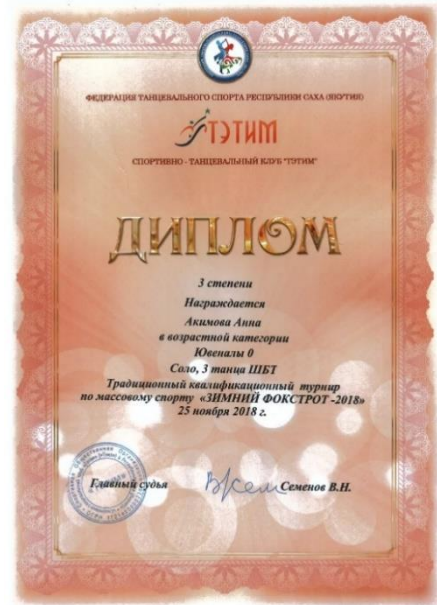 ФЕДЕРАЦИЯ ТАНЦЕВАЛЬНОГО СПОРТА РЕСПУБЛИКИ САХА (ЯКУТИЯ)
ТЭТИМ
СПОРТИВНО - ТАНЦЕВАЛЬНЫЙ КЛУБ "ТЭТИМ"
ДИПЛОМ
3 степени
Награждается
Акимова Анна
в возрастной категории
Ювеналы 0
Соло, 3 танца ШБТ
Традиционный квалификационный турнир
по массовому спорту «ЗИМНИЙ ФОКСТРОТ -2018»
25 ноября 2018 г.
Главный судья Семенов В.Н.